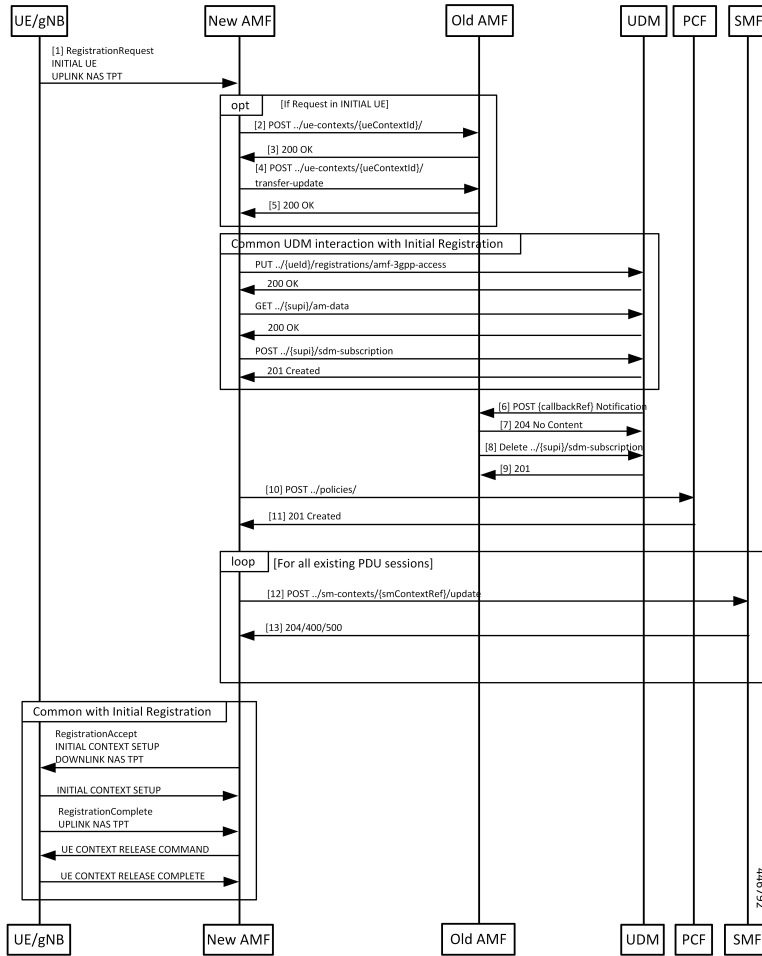 UE/gNB
New AMF
Old AMF
UDM
PCF
SMF
[1] RegistrationRequest
INITIAL UE
UPLINK NAS TPT
opt
[If Request in INITIAL UE]
[2] POST ../ue-contexts/{ueContextId}/
[3] 200 OK
[4] POST ../ue-contexts/{ueContextId}/
transfer-update
[5] 200 OK
Common UDM interaction with Initial Registration
PUT ../{ueId}/registrations/amf-3gpp-access
200 OK
GET ../{supi}/am-data
200 OK
POST ../{supi}/sdm-subscription
201 Created
[6] POST {callbackRef} Notification
[7] 204 No Content
[8] Delete ../{supi}/sdm-subscription
[9] 201
[10] POST ../policies/
[11] 201 Created
loop
[For all existing PDU sessions]
[12] POST ../sm-contexts/{smContextRef}/update
[13] 204/400/500
Common with Initial Registration
RegistrationAccept
INITIAL CONTEXT SETUP
DOWNLINK NAS TPT
INITIAL CONTEXT SETUP
RegistrationComplete
UPLINK NAS TPT
UE CONTEXT RELEASE COMMAND
UE CONTEXT RELEASE COMPLETE
446792
UE/gNB
New AMF
Old AMF
UDM
PCF
SMF